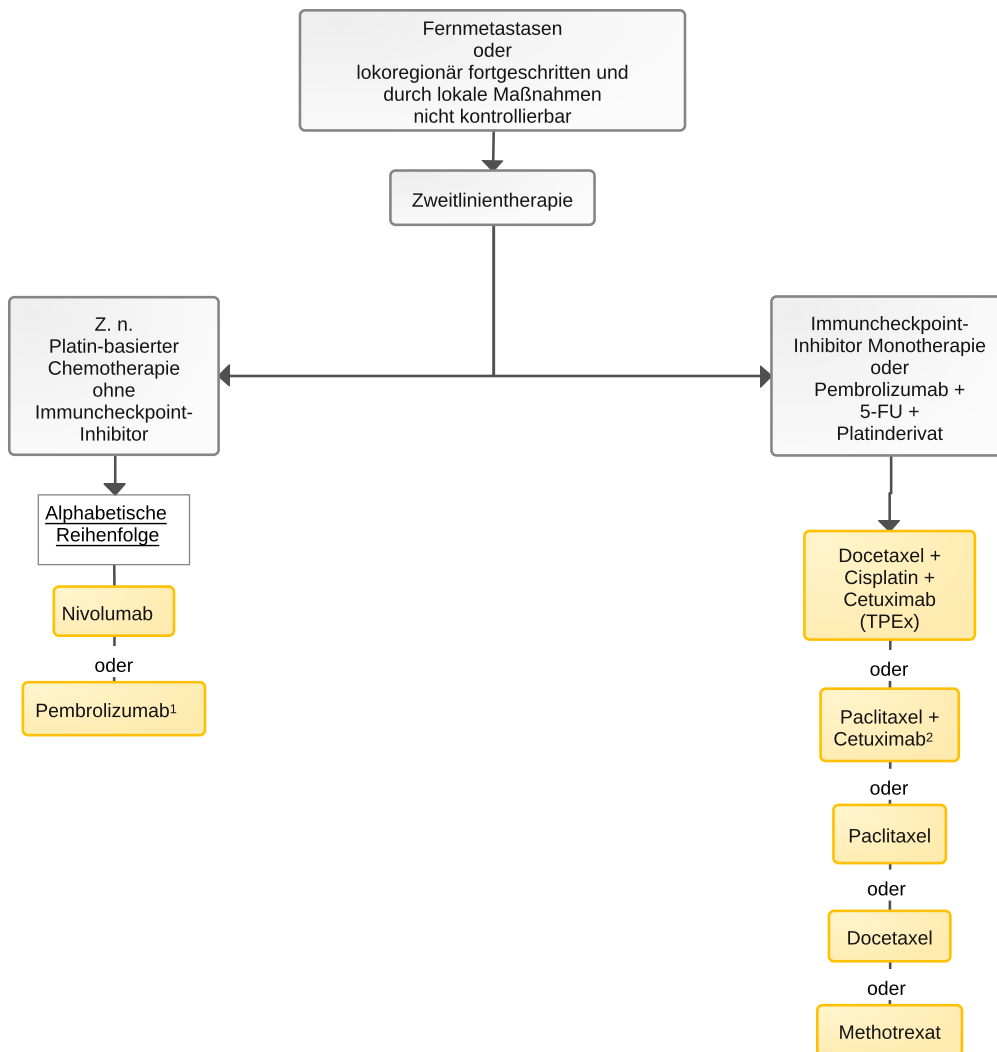 Fernmetastasen
oder
lokoregionär fortgeschritten und
durch lokale Maßnahmen
nicht kontrollierbar
Zweitlinientherapie
Z. n.
Platin-basierter
Chemotherapie
ohne
Immuncheckpoint-
Inhibitor
Alphabetische
Reihenfolge
Nivolumab
oder
Pembrolizumab¹
Immuncheckpoint-
Inhibitor Monotherapie
oder
Pembrolizumab +
5-FU +
Platinderivat
Docetaxel +
Cisplatin +
Cetuximab
(TPEx)
oder
Paclitaxel +
Cetuximab²
oder
Paclitaxel
oder
Docetaxel
oder
Methotrexat